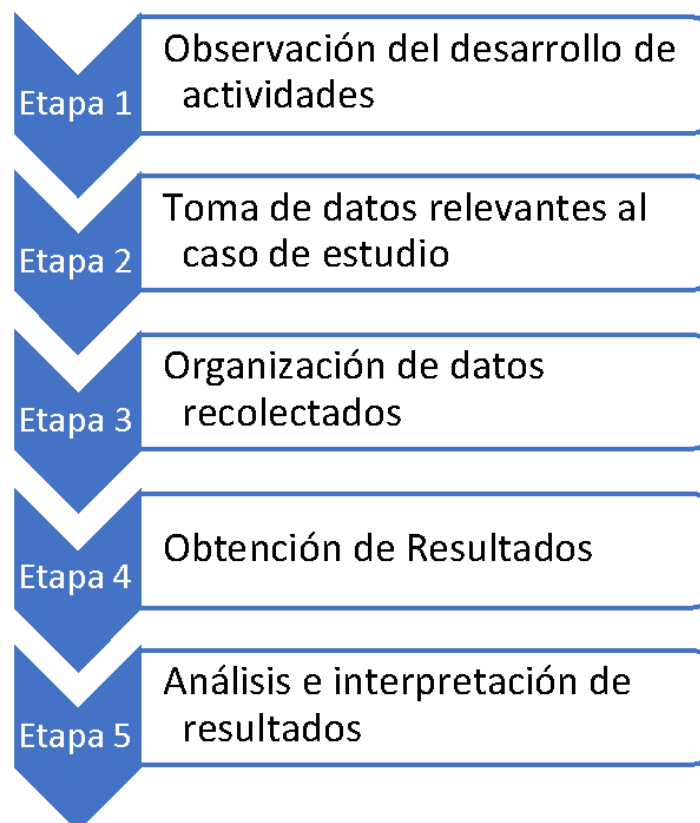 Etapa 1
Observación del desarrollo de
actividades
Etapa 2
Toma de datos relevantes al
caso de estudio
Etapa 3
Organización de datos
recolectados
Etapa 4
Obtención de Resultados
Etapa 5
Análisis e interpretación de
resultados